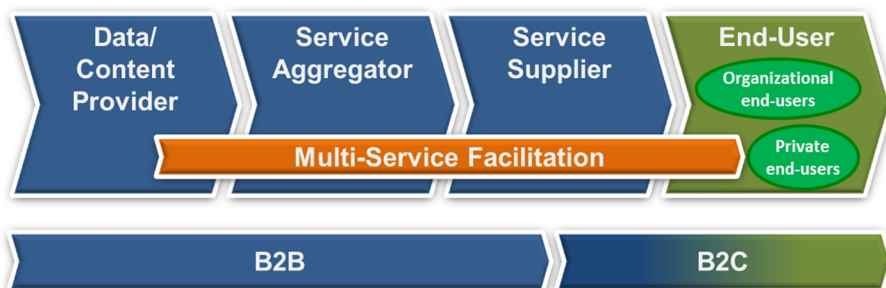 Data/
Content
Provider
Service
Aggregator
Service
Supplier
End-User
Organizational
end-users
Private
end-users
Multi-Service Facilitation
B2B
B2C